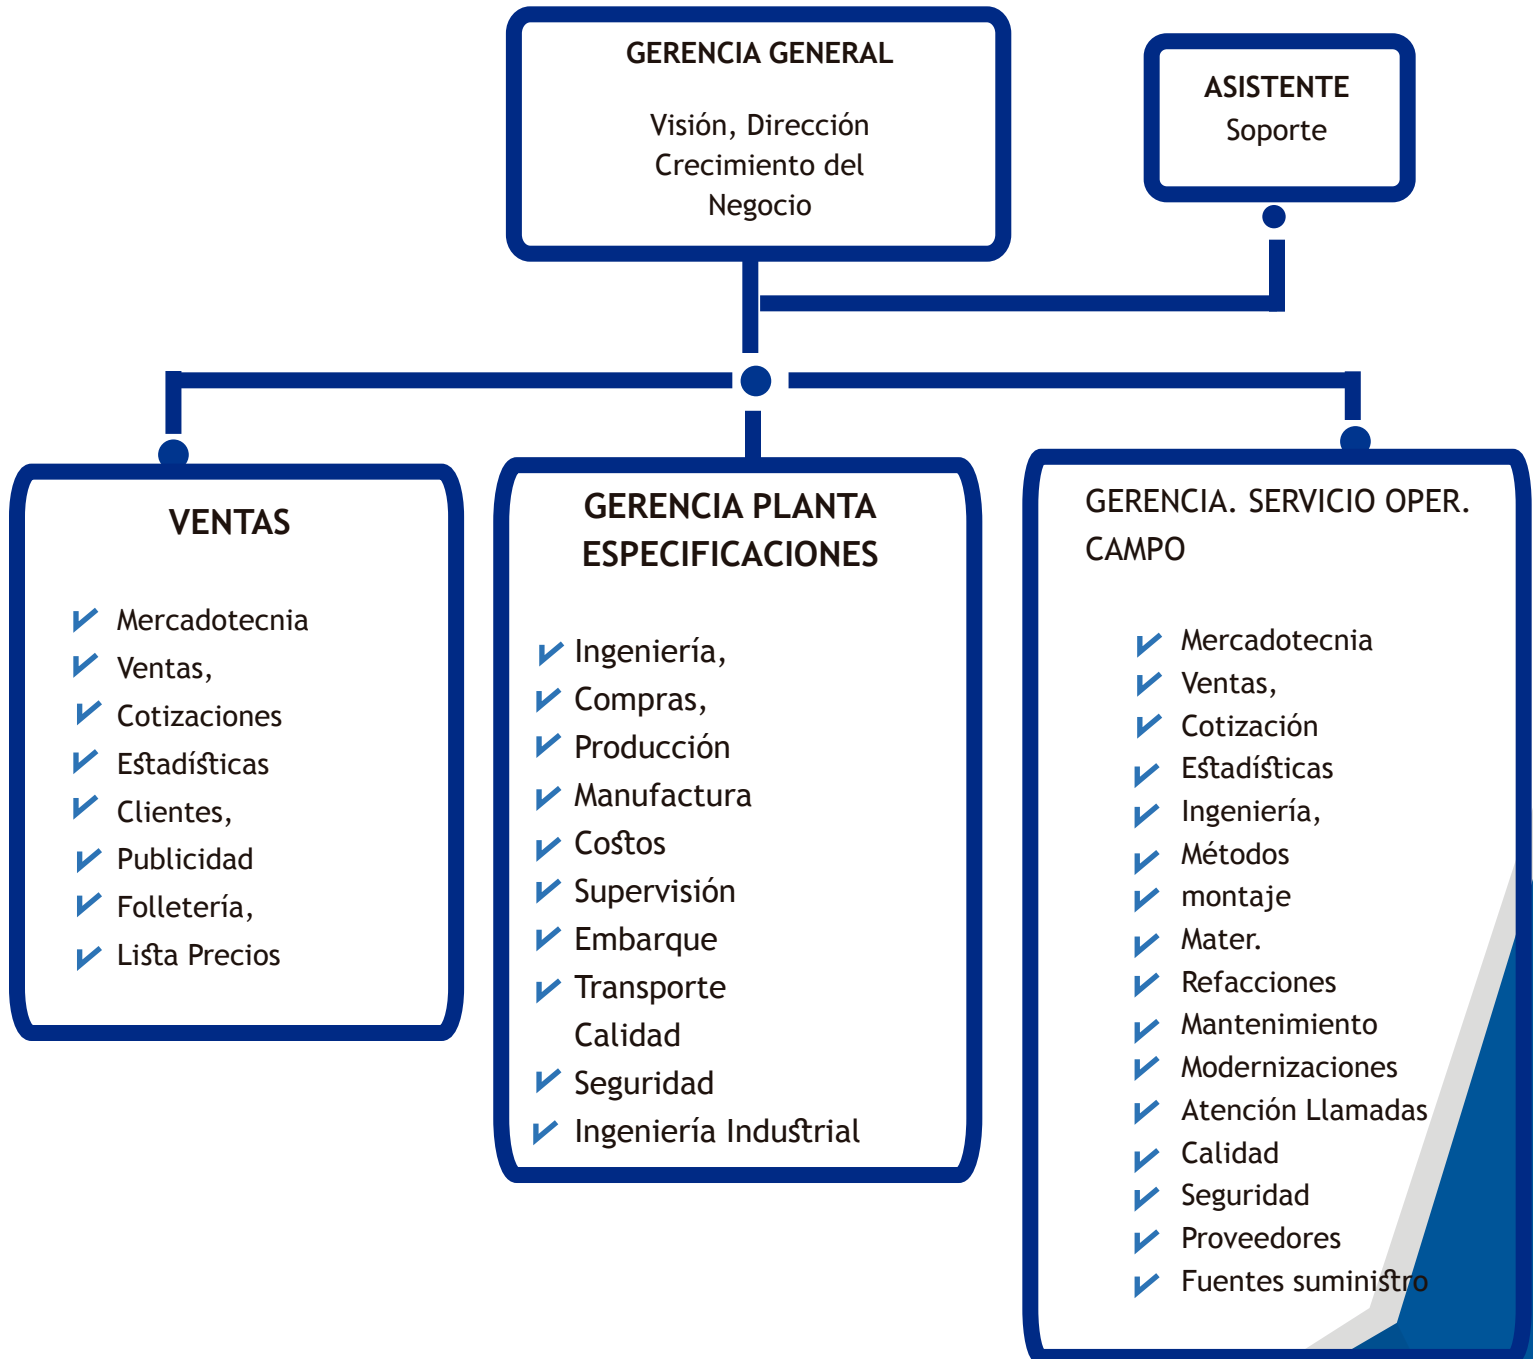 GERENCIA GENERAL
Visión, Dirección
Crecimiento del
Negocio
ASISTENTE
Soporte
VENTAS
Mercadotecnia
Ventas,
Cotizaciones
Estadísticas
Clientes,
Publicidad
Folletería,
Lista Precios
GERENCIA PLANTA
ESPECIFICACIONES
Ingeniería,
Compras,
Producción
Manufactura
Costos
Supervisión
Embarque
Transporte
Calidad
Seguridad
Ingeniería Industrial
GERENCIA. SERVICIO OPER.
CAMPO
Mercadotecnia
Ventas,
Cotización
Estadísticas
Ingeniería,
Métodos
montaje
Mater.
Refacciones
Mantenimiento
Modernizaciones
Atención Llamadas
Calidad
Seguridad
Proveedores
Fuentes suministro